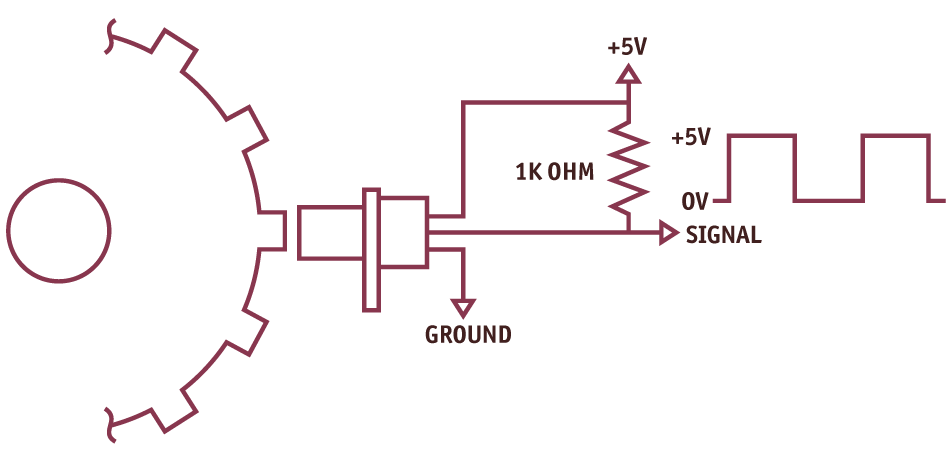 +5V
+5V
1K OHM
0V
SIGNAL
GROUND